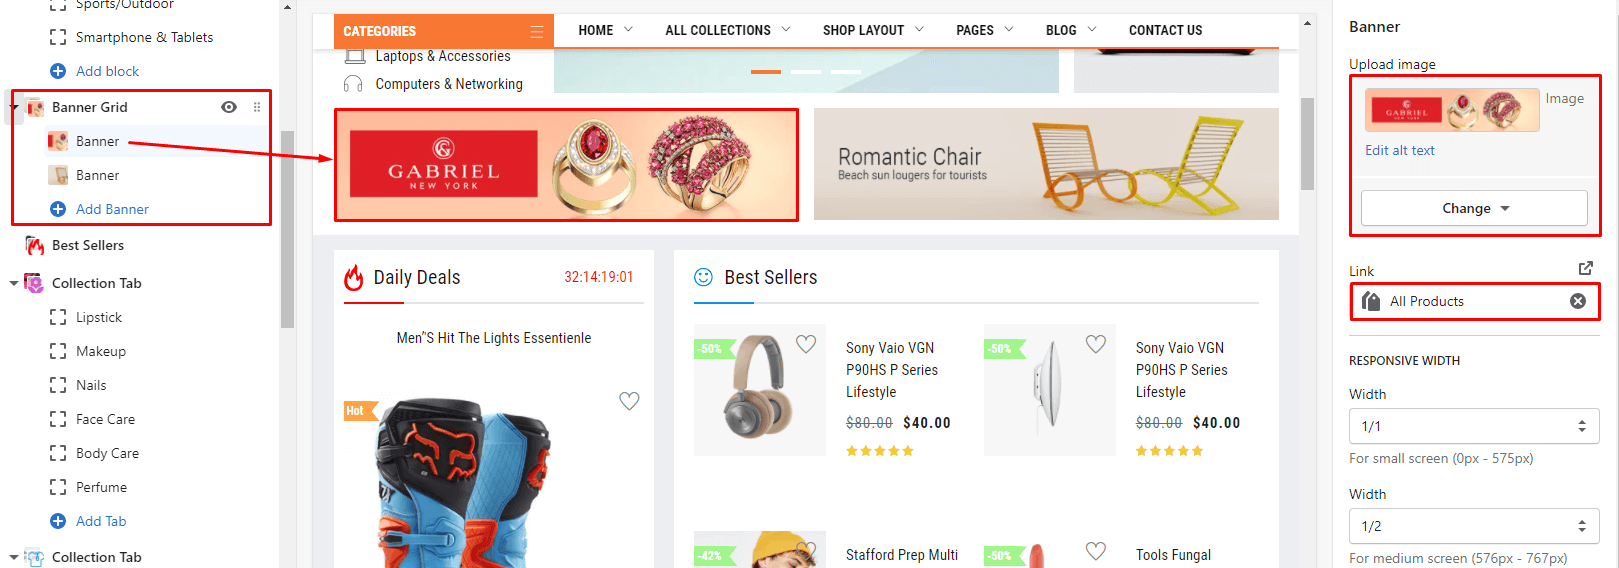 Sports/Outdoor
Smartphone & Tablets
Add block
Banner Grid
Banner
Banner
Add Banner
Best Sellers
Collection Tab
Lipstick
Makeup
Nails
Face Care
Body Care
Perfume
Add Tab
Collection Tab
CATEGORIES
HOME
ALL COLLECTIONS
SHOP LAYOUT
PAGES
BLOG
CONTACT US
Laptops & Accessories
Computers & Networking
GABRIEL
NEW YORK
Romantic Chair
Beach sun lougers for tourists
Daily Deals
32:14:19:01
Men"S Hit The Lights Essentienle
Hot
Best Sellers
-50%
Sony Vaio VGN
P90HS P Series
Lifestyle
$80.00 $40.00
-50%
Sony Vaio VGN
P90HS P Series
Lifestyle
$80.00 $40.00
-42%
Stafford Prep Multi
-50%
Tools Fungal
Banner
Upload image
GABRIEL
NEW YORK
Image
Edit alt text
Change
Link
All Products
RESPONSIVE WIDTH
Width
1/1
For small screen (0px - 575px)
Width
1/2
For medium screen (576px - 767px)